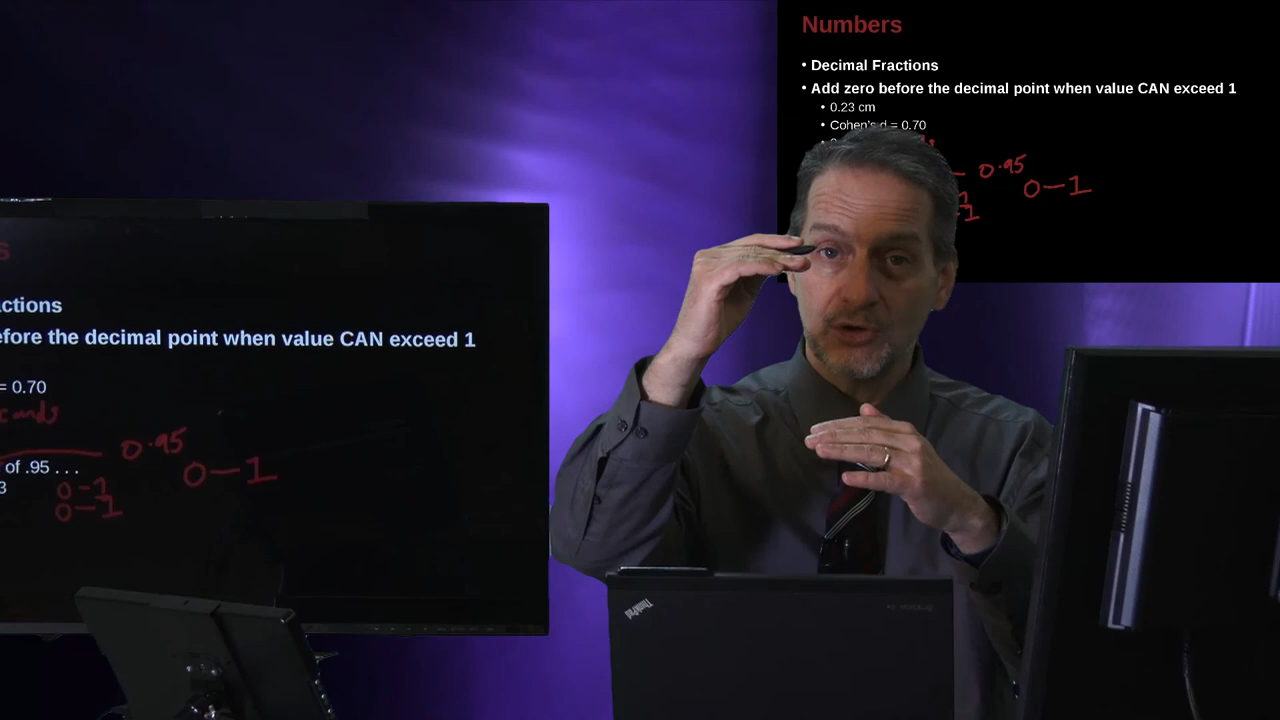 Numbers
• Decimal Fractions
• Add zero before the decimal point when value CAN exceed 1
• 0.23 cm
• Cohen's d = 0.70
0.95
0-1
s
ctions
efore the decimal point when value CAN exceed 1
= 0.70
conds
0.95
of .95 . . .
0-1
3
0-1
0-1
ThinkPad